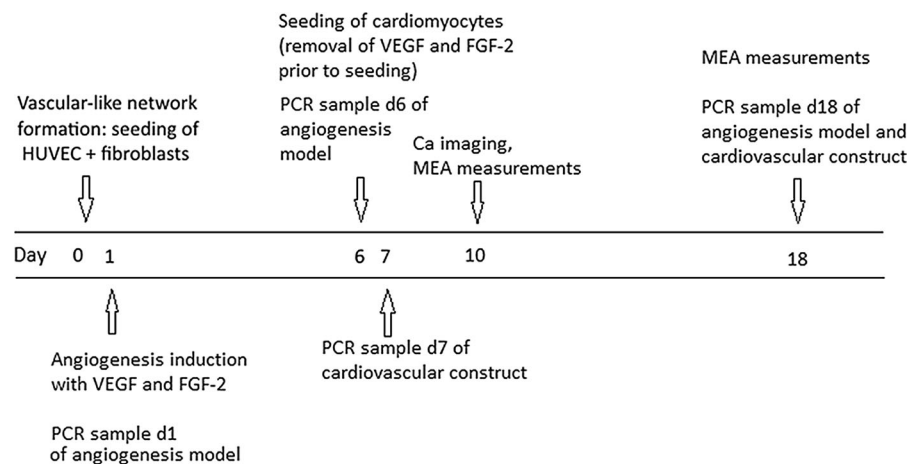 Seeding of cardiomyocytes
(removal of VEGF and FGF-2
prior to seeding)
MEA measurements
Vascular-like network
formation: seeding of
HUVEC + fibroblasts
PCR sample d6 of
angiogenesis
model
PCR sample d18 of
angiogenesis model and
cardiovascular construct
Ca imaging,
MEA measurements
Day 0 1 6 7 10 18
Angiogenesis induction
with VEGF and FGF-2
PCR sample d7 of
cardiovascular construct
PCR sample d1
of angiogenesis model